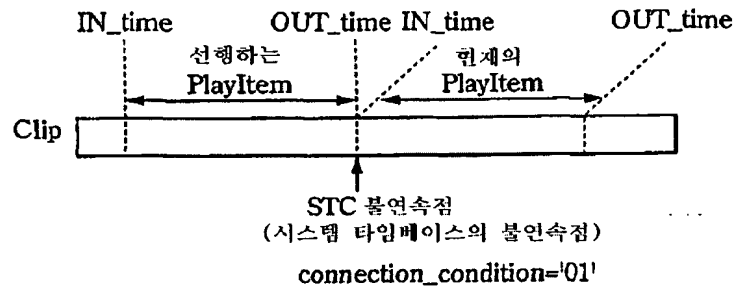 IN_time OUT_time IN_time OUT_time
선행하는 현재의
PlayItem PlayItem
Clip
STC 불연속점
(시스템 타임베이스의 불연속점)
connection_condition='01'